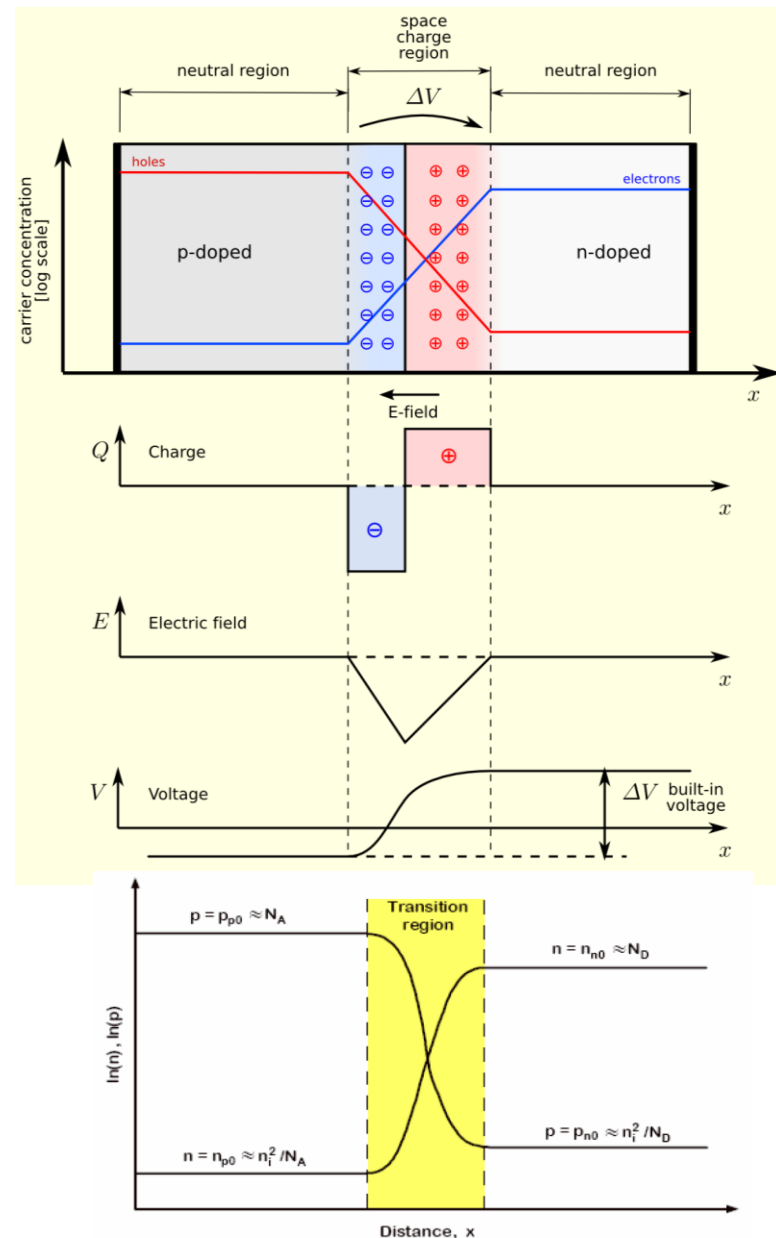 space
charge
region
neutral region
neutral region
ΔV
holes
electrons
⊖ ⊖ ⊕ ⊕
⊖ ⊖ ⊕ ⊕
⊖ ⊖ ⊕ ⊕
⊖ ⊖ ⊕ ⊕
⊖ ⊖ ⊕ ⊕
⊖ ⊖ ⊕ ⊕
⊖ ⊖ ⊕ ⊕
p-doped
n-doped
carrier concentration
[log scale]
x
E-field
Q
Charge
⊕
⊖
x
E
Electric field
x
V
Voltage
ΔV
built-in
voltage
x
Transition
region
p = p_p0 ≈ N_A
n = n_n0 ≈ N_D
ln(n), ln(p)
n = n_p0 ≈ n_i^2 /N_A
p = p_n0 ≈ n_i^2 /N_D
Distance, x